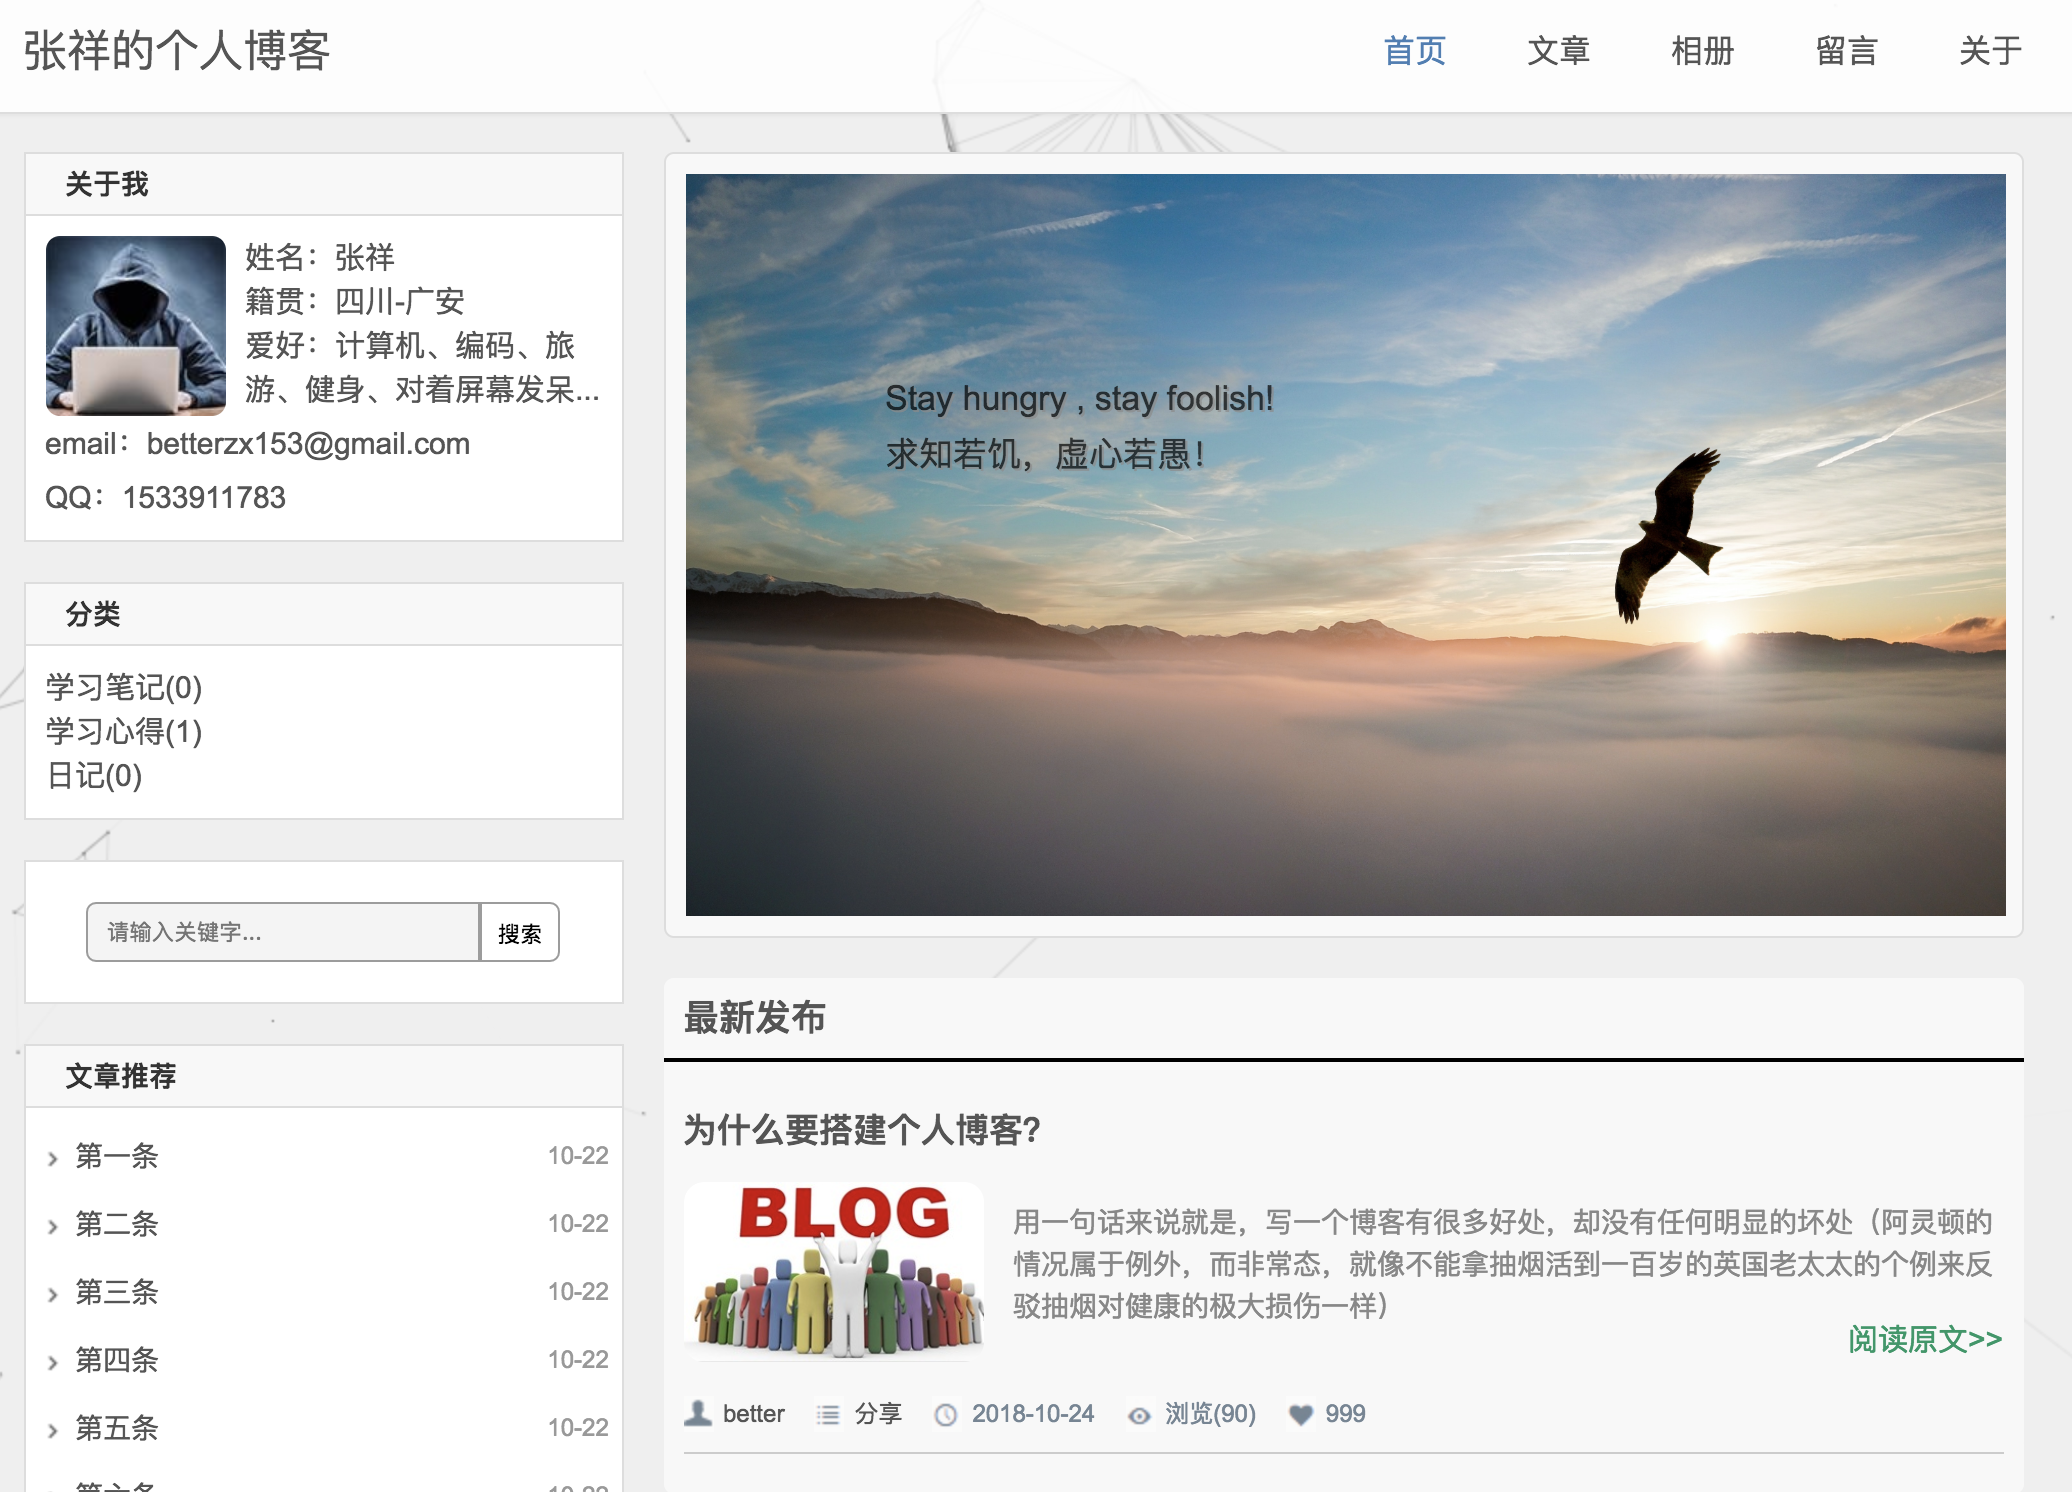 张祥的个人博客
首页 文章 相册 留言 关于
关于我
姓名：张祥
籍贯：四川-广安
爱好：计算机、编码、旅
游、健身、对着屏幕发呆...
email：betterzx153@gmail.com
QQ：1533911783
分类
学习笔记(0)
学习心得(1)
日记(0)
请输入关键字... 搜索
文章推荐
第一条 10-22
第二条 10-22
第三条 10-22
第四条 10-22
第五条 10-22
Stay hungry , stay foolish!
求知若饥，虚心若愚！
最新发布
为什么要搭建个人博客?
BLOG
用一句话来说就是，写一个博客有很多好处，却没有任何明显的坏处（阿灵顿的
情况属于例外，而非常态，就像不能拿抽烟活到一百岁的英国老太太的个例来反
驳抽烟对健康的极大损伤一样）
阅读原文>>
better 分享 2018-10-24 浏览(90) 999